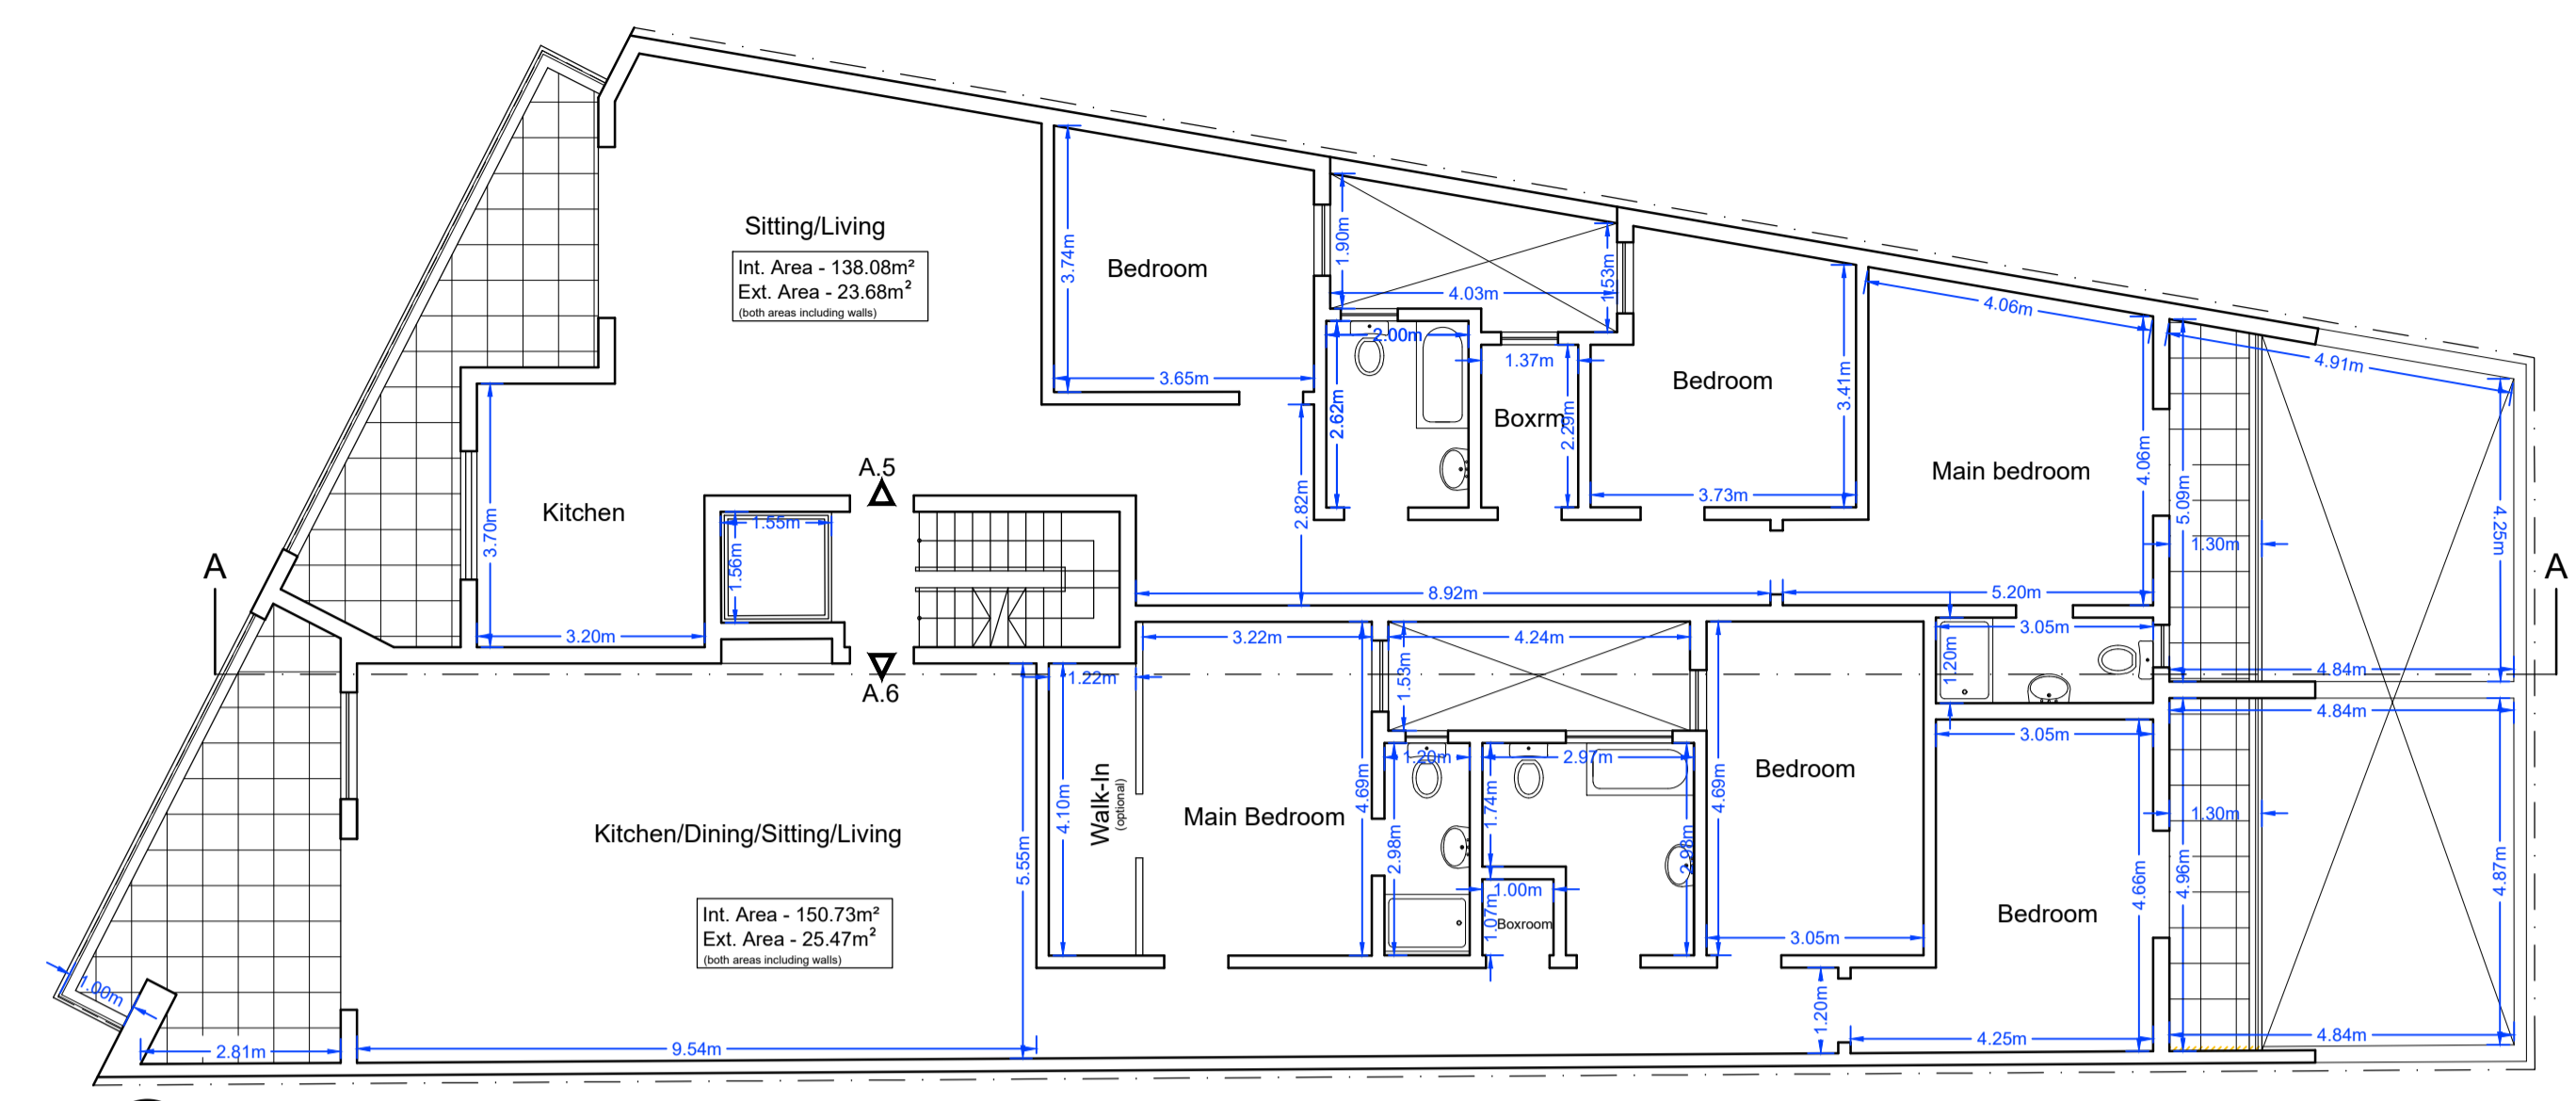 Sitting/Living
Int. Area - 138.08m²
Ext. Area - 23.68m²
(both areas including walls)
3.74m
Bedroom
3.65m
1.90m
4.03m
1.53m
2.00m
2.62m
1.37m
Boxrm
2.29m
Bedroom
3.41m
3.73m
4.06m
Main bedroom
4.06m
4.91m
5.09m
4.25m
1.30m
A
A
A.5
Kitchen
3.70m
3.20m
1.55m
1.56m
2.82m
8.92m
5.20m
3.05m
1.20m
4.84m
4.84m
A.6
1.22m
3.22m
4.24m
1.53m
Kitchen/Dining/Sitting/Living
Int. Area - 150.73m²
Ext. Area - 25.47m²
(both areas including walls)
5.55m
4.10m
Walk-In
(optional)
Main Bedroom
4.69m
1.20m
2.98m
2.97m
1.74m
2.98m
1.00m
Boxroom
1.07m
4.69m
Bedroom
3.05m
3.05m
Bedroom
4.66m
4.96m
1.30m
4.87m
1.00m
2.81m
9.54m
1.20m
4.25m
4.84m